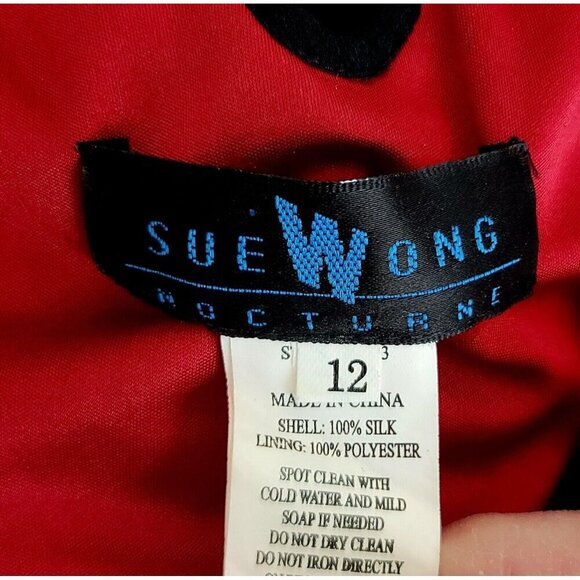 SUE WONG
NOCTURNE
3
12
MADE IN CHINA
SHELL: 100% SILK
LINING: 100% POLYESTER
SPOT CLEAN WITH
COLD WATER AND MILD
SOAP IF NEEDED
DO NOT DRY CLEAN
DO NOT IRON DIRECTLY